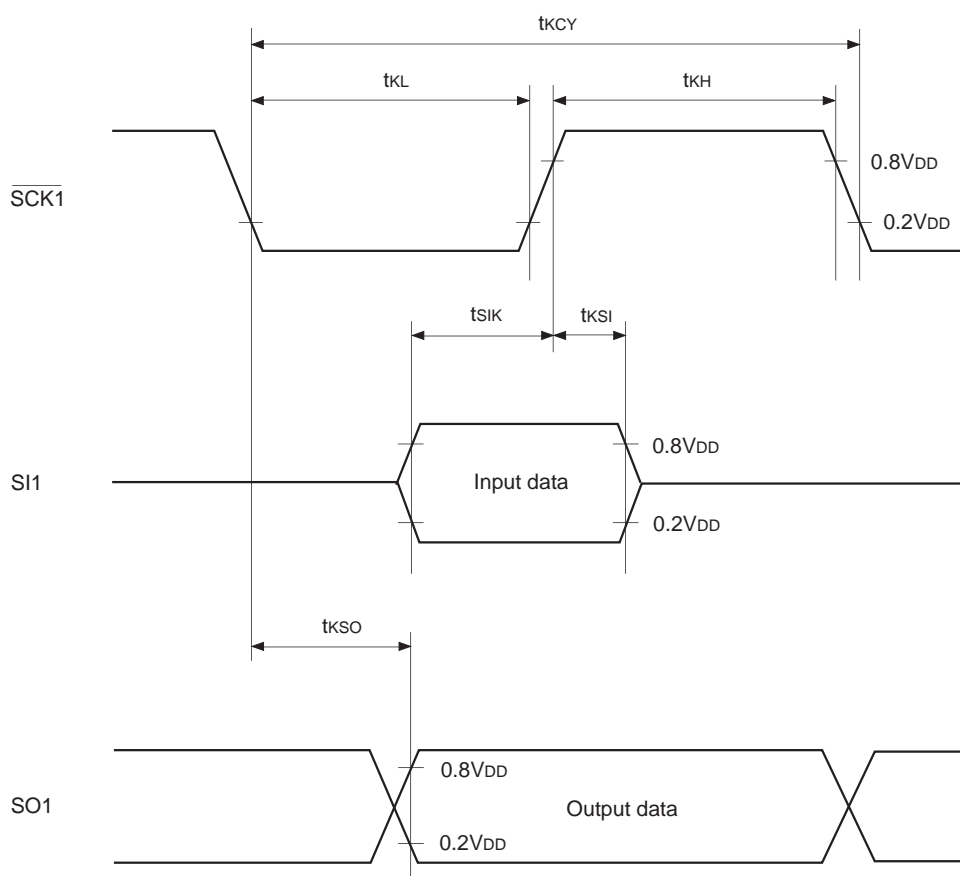 tKCY
tKL
tKH
0.8VDD
SCK1
0.2VDD
tSIK
tKSI
0.8VDD
SI1
Input data
0.2VDD
tKSO
0.8VDD
SO1
Output data
0.2VDD